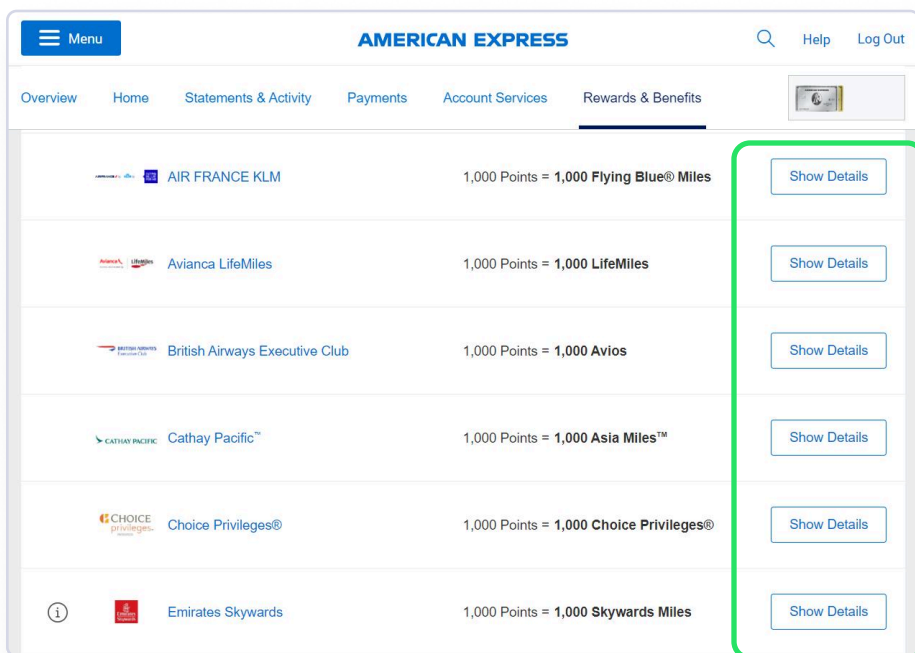 Menu
AMERICAN EXPRESS
Help
Log Out
Overview
Home
Statements & Activity
Payments
Account Services
Rewards & Benefits
AIR FRANCE KLM
1,000 Points = 1,000 Flying Blue® Miles
Show Details
Avianca LifeMiles
1,000 Points = 1,000 LifeMiles
Show Details
BRITISH AIRWAYS
Executive Club
British Airways Executive Club
1,000 Points = 1,000 Avios
Show Details
CATHAY PACIFIC
Cathay Pacific™
1,000 Points = 1,000 Asia Miles™
Show Details
CHOICE
privileges.
Choice Privileges®
1,000 Points = 1,000 Choice Privileges®
Show Details
i
Emirates Skywards
1,000 Points = 1,000 Skywards Miles
Show Details